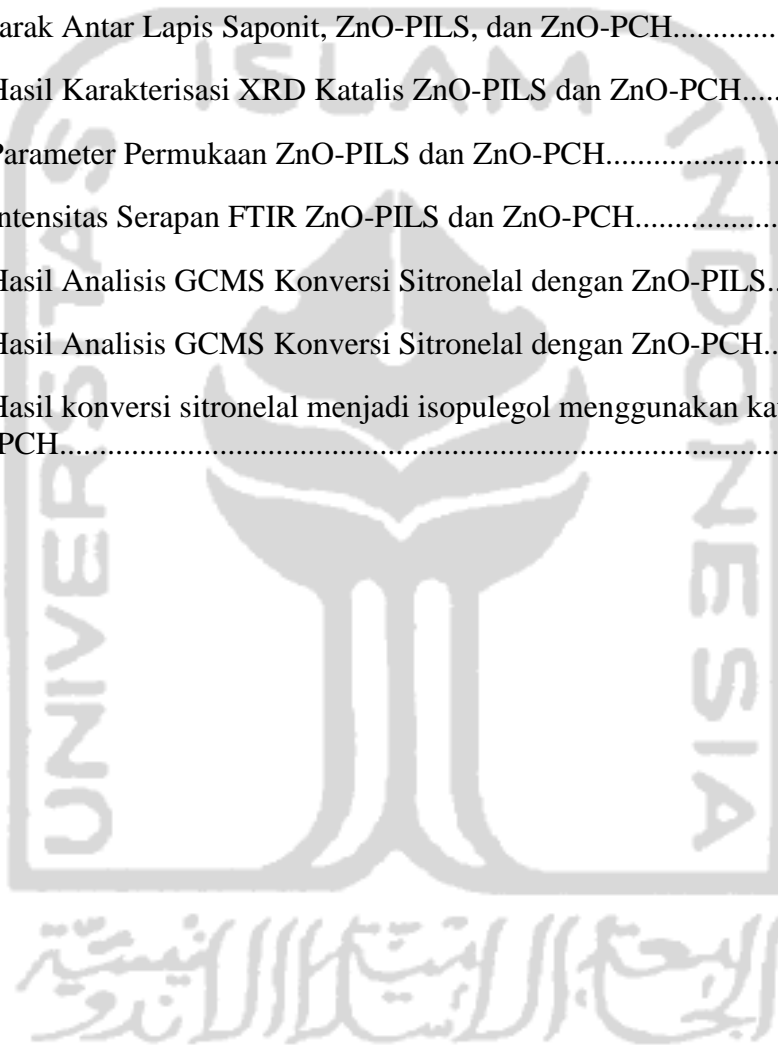 arak Antar Lapis Saponit, ZnO-PILS, dan ZnO-PCH.............
Hasil Karakterisasi XRD Katalis ZnO-PILS dan ZnO-PCH.....
Parameter Permukaan ZnO-PILS dan ZnO-PCH.....................
ntensitas Serapan FTIR ZnO-PILS dan ZnO-PCH..................
Hasil Analisis GCMS Konversi Sitronelal dengan ZnO-PILS..
Hasil Analisis GCMS Konversi Sitronelal dengan ZnO-PCH..
Hasil konversi sitronelal menjadi isopulegol menggunakan ka
PCH.........................................................................................
ISLAM
UNIVERSITAS
INDONESIA